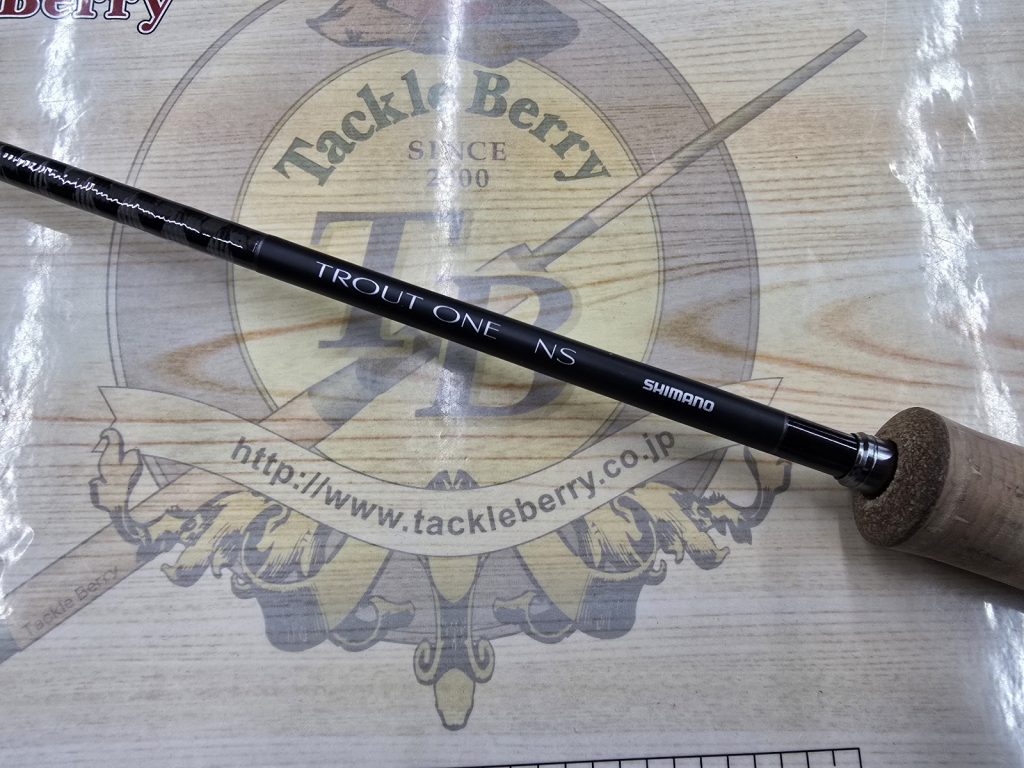 Berry
Tackle Berry
SINCE
2000
TB
TROUT ONE NS
SHIMANO
http://www.tackleberry.co.jp
Tackle Berry